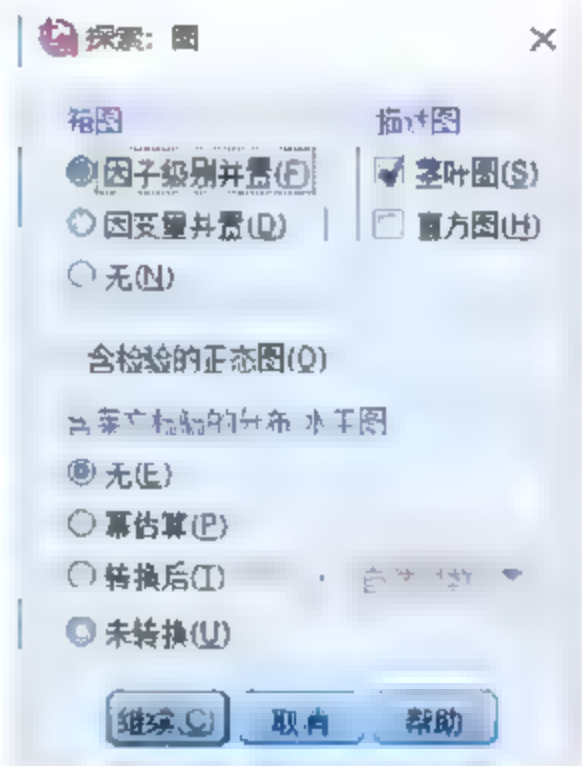 探索：图
箱图
描述图
因子级别并置(F)
茎叶图(S)
因变量并置(D)
直方图(H)
无(N)
含检验的正态图(O)
无(E)
幂估算(P)
转换后(T)
未转换(U)
继续(C)
取消
帮助